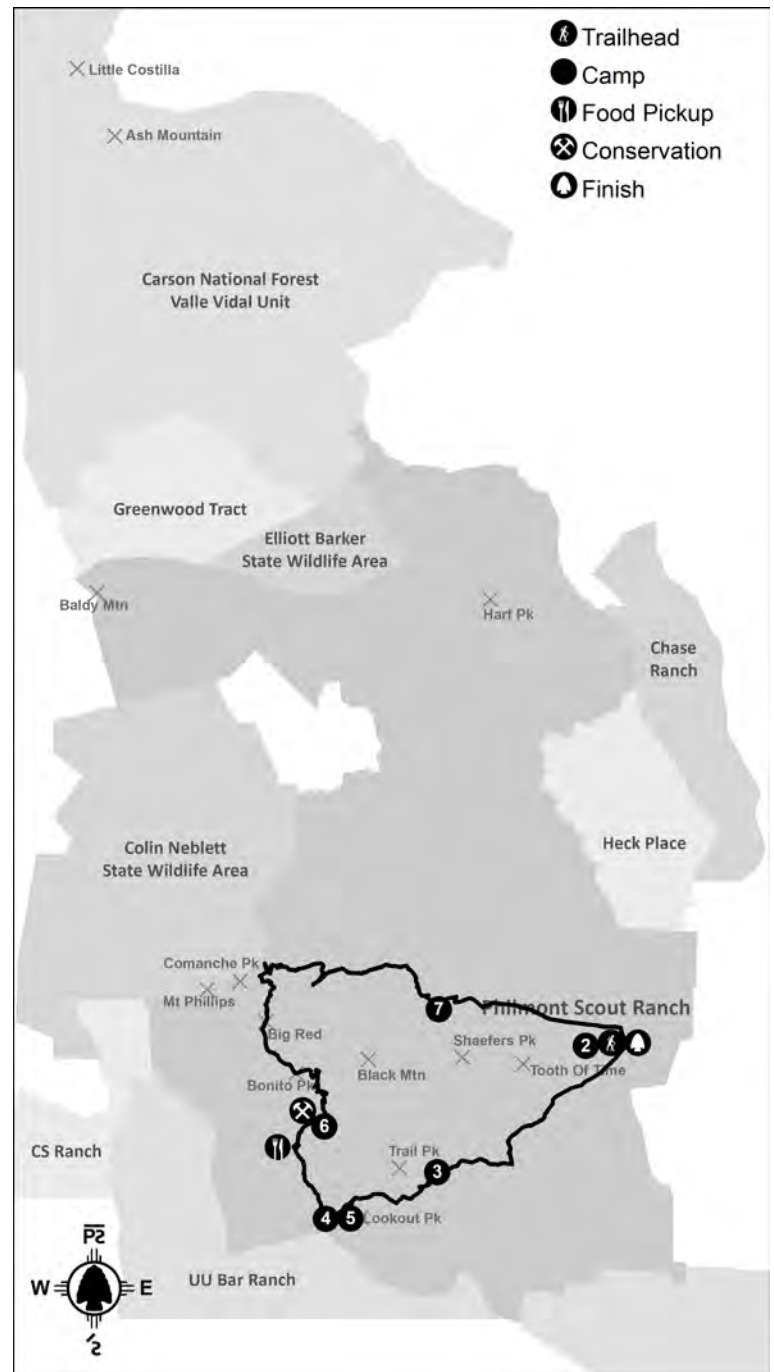 Trailhead
Camp
Food Pickup
Conservation
Finish
Little Costilla
Ash Mountain
Carson National Forest
Valle Vidal Unit
Greenwood Tract
Elliott Barker
State Wildlife Area
Baldy Mtn
Hart Pk
Chase
Ranch
Heck Place
Colin Neblett
State Wildlife Area
Comanche Pk
Mt Phillips
7
Philmont Scout Ranch
Big Red
Shaefers Pk
2
Black Mtn
Tooth Of Time
Bonito Pk
6
CS Ranch
Trail Pk
3
4
5
Lookout Pk
UU Bar Ranch
W
E